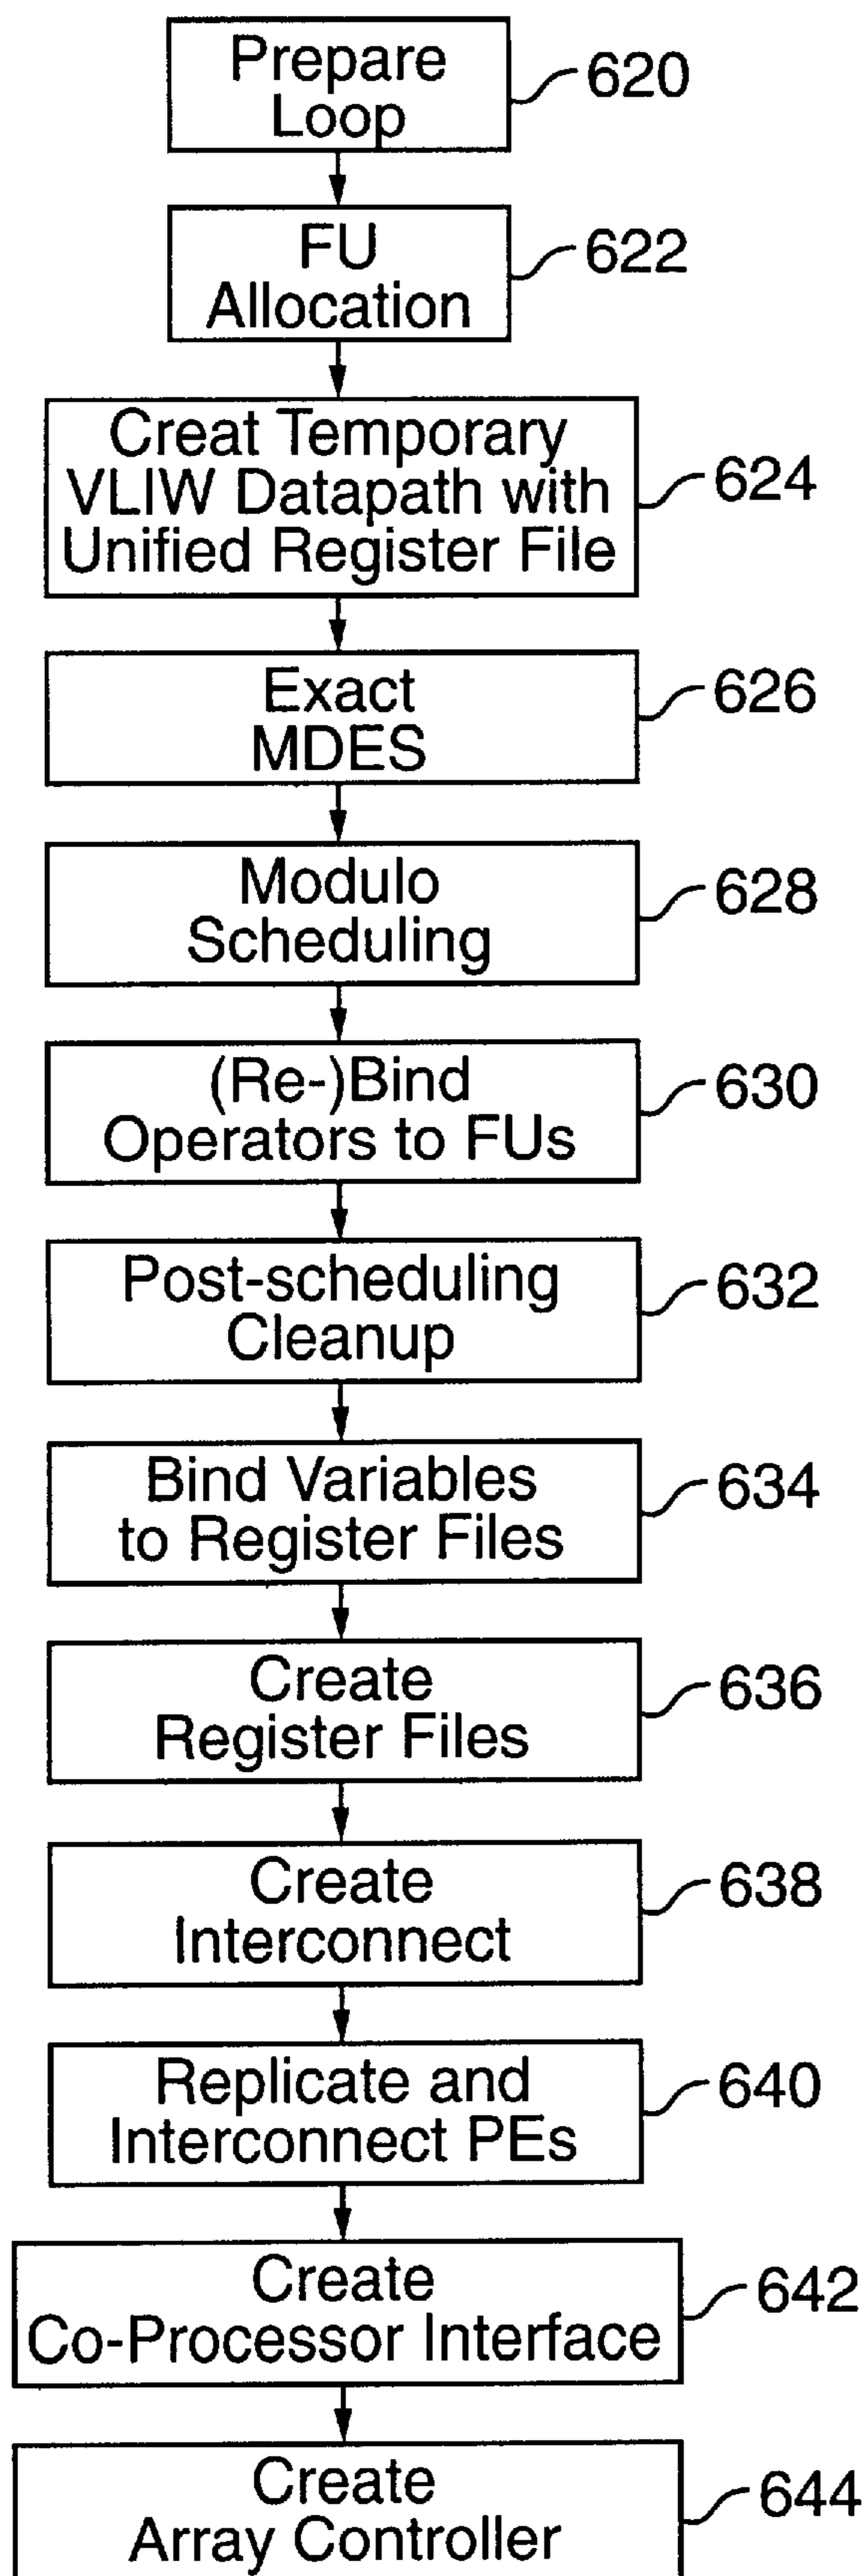 Prepare
Loop
620
FU
Allocation
622
Creat Temporary
VLIW Datapath with
Unified Register File
624
Exact
MDES
626
Modulo
Scheduling
628
(Re-)Bind
Operators to FUs
630
Post-scheduling
Cleanup
632
Bind Variables
to Register Files
634
Create
Register Files
636
Create
Interconnect
638
Replicate and
Interconnect PEs
640
Create
Co-Processor Interface
642
Create
Array Controller
644